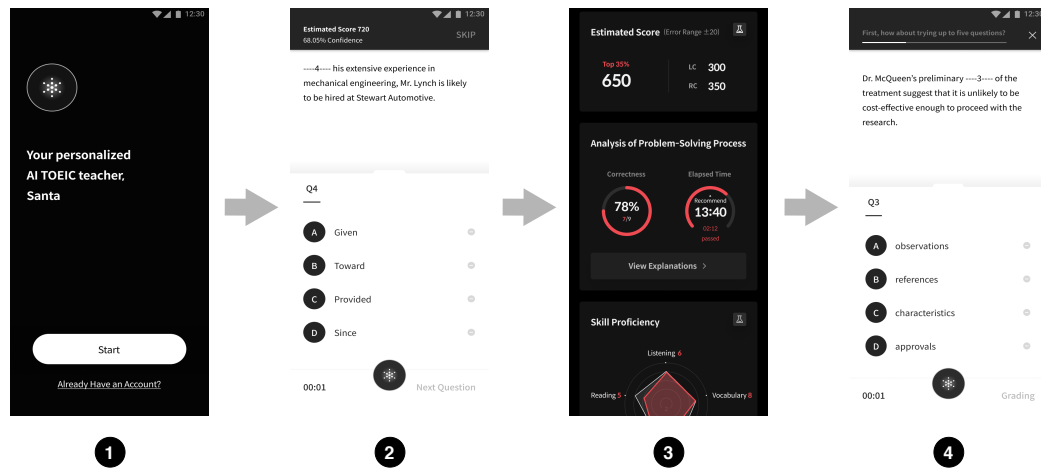 12:30
Your personalized
AI TOEIC teacher,
Santa
Start
Already Have an Account?
1
12:30
Estimated Score 720
68.05% Confidence
SKIP
----4---- his extensive experience in
mechanical engineering, Mr. Lynch is likely
to be hired at Stewart Automotive.
Q4
A Given
B Toward
C Provided
D Since
00:01
Next Question
2
Estimated Score (Error Range ±20)
Top 35%
650
LC 300
RC 350
Analysis of Problem-Solving Process
Correctness
78%
7/9
Elapsed Time
Recommend
13:40
02:12
passed
View Explanations >
Skill Proficiency
Listening 6
Reading 5
Vocabulary 8
3
12:30
First, how about trying up to five questions?
Dr. McQueen's preliminary ----3---- of the
treatment suggest that it is unlikely to be
cost-effective enough to proceed with the
research.
Q3
A observations
B references
C characteristics
D approvals
00:01
Grading
4